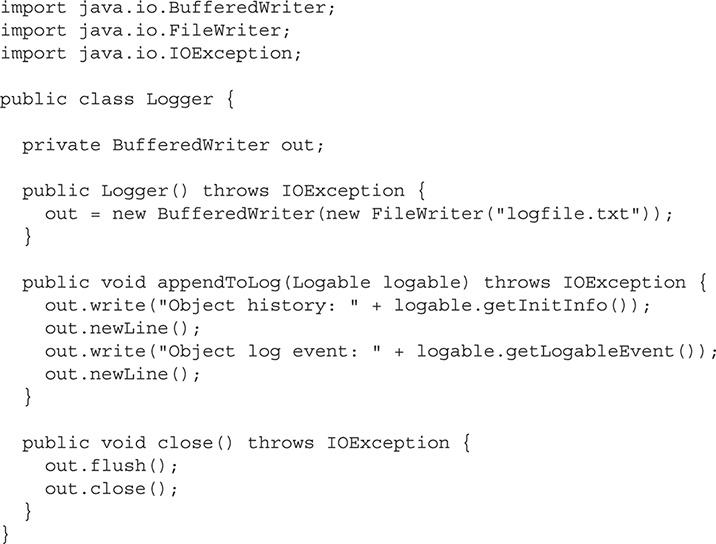 import java.io.BufferedWriter;
import java.io.FileWriter;
import java.io.IOException;

public class Logger {

  private BufferedWriter out;

  public Logger() throws IOException {
    out = new BufferedWriter(new FileWriter("logfile.txt"));
  }

  public void appendToLog(Logable logable) throws IOException {
    out.write("Object history: " + logable.getInitInfo());
    out.newLine();
    out.write("Object log event: " + logable.getLogableEvent());
    out.newLine();
  }

  public void close() throws IOException {
    out.flush();
    out.close();
  }
}